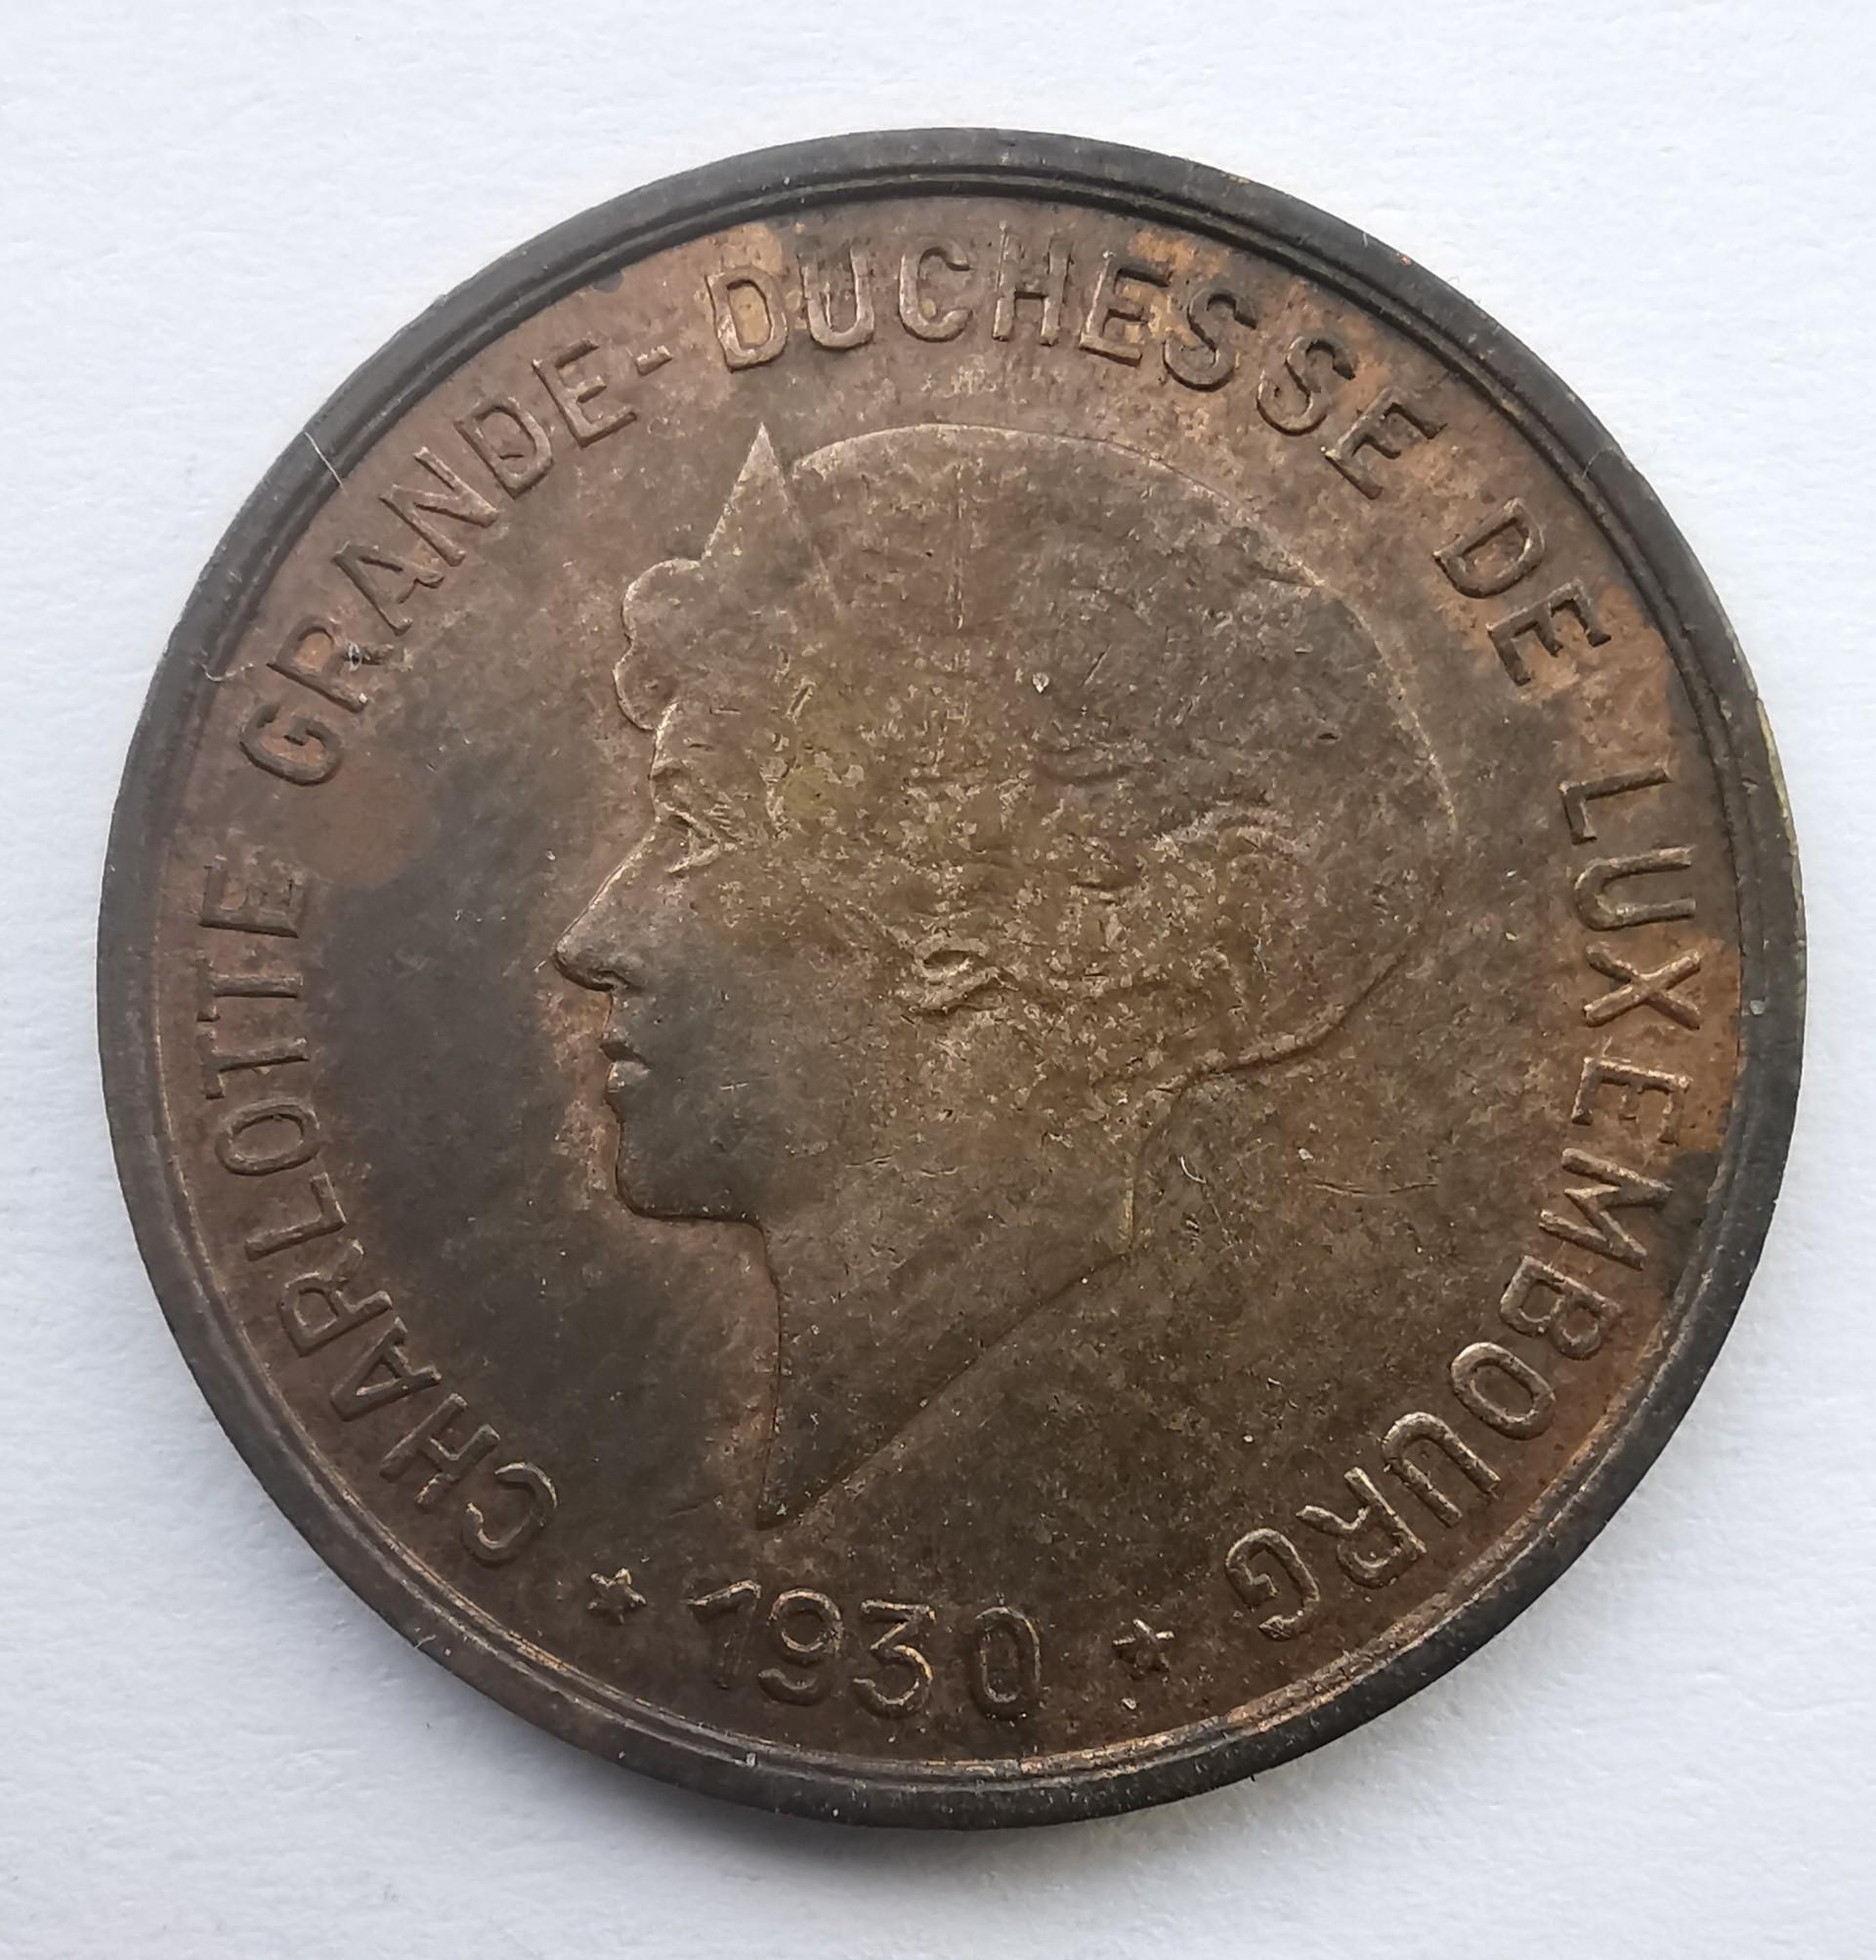 CHARLOTTE GRANDE-DUCHESSE DE LUXEMBOURG
★ 1930 ★